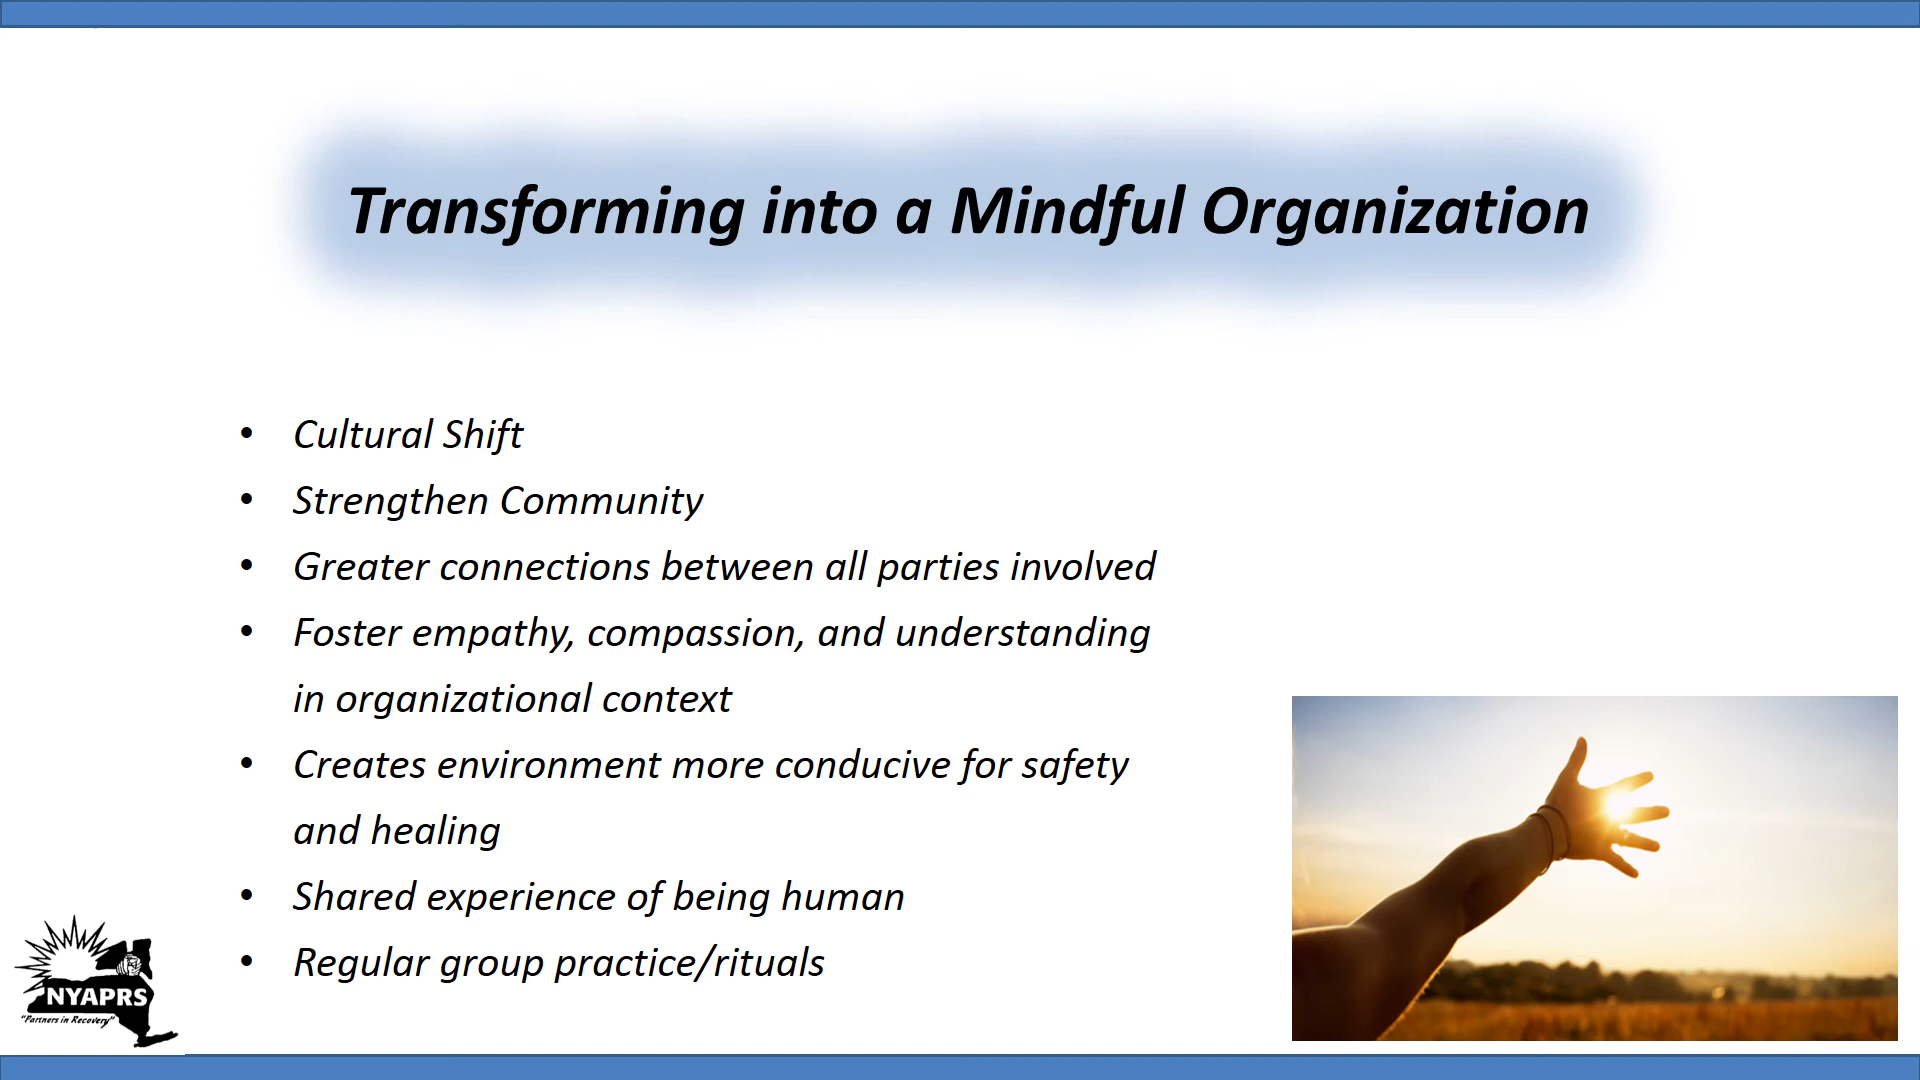 Transforming into a Mindful Organization
• Cultural Shift
• Strengthen Community
• Greater connections between all parties involved
• Foster empathy, compassion, and understanding
in organizational context
• Creates environment more conducive for safety
and healing
• Shared experience of being human
• Regular group practice/rituals
NYAPRS
"Partners in Recovery"